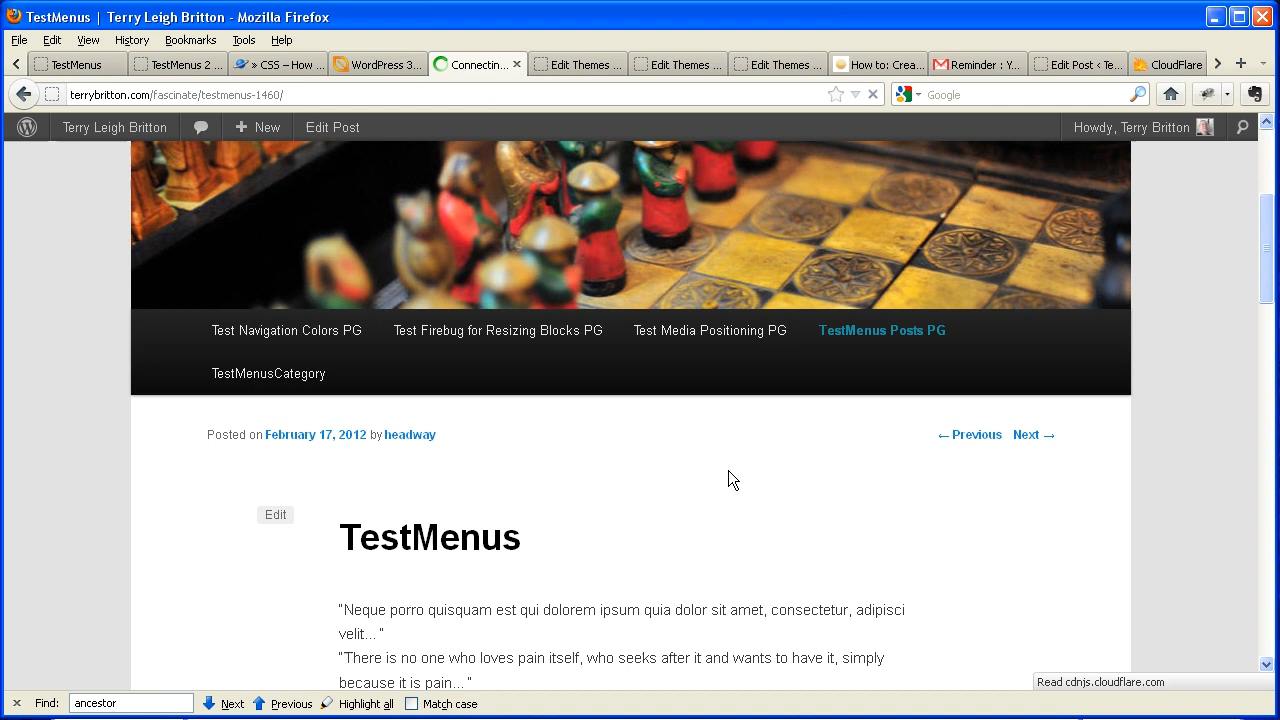 TestMenus | Terry Leigh Britton - Mozilla Firefox
File Edit View History Bookmarks Tools Help
TestMenus TestMenus 2 ... » CSS – How ... WordPress 3... Connectin... Edit Themes ... Edit Themes ... Edit Themes ... How to: Crea... Reminder : Y... Edit Post ‹ Te... CloudFlare
terrybritton.com/fascinate/testmenus-1460/ Google
Terry Leigh Britton New Edit Post Howdy, Terry Britton
Test Navigation Colors PG Test Firebug for Resizing Blocks PG Test Media Positioning PG TestMenus Posts PG
TestMenusCategory
Posted on February 17, 2012 by headway ← Previous Next →
Edit
TestMenus
"Neque porro quisquam est qui dolorem ipsum quia dolor sit amet, consectetur, adipisci
velit..."
"There is no one who loves pain itself, who seeks after it and wants to have it, simply
because it is pain..."
Read cdnjs.cloudflare.com
Find: ancestor Next Previous Highlight all Match case